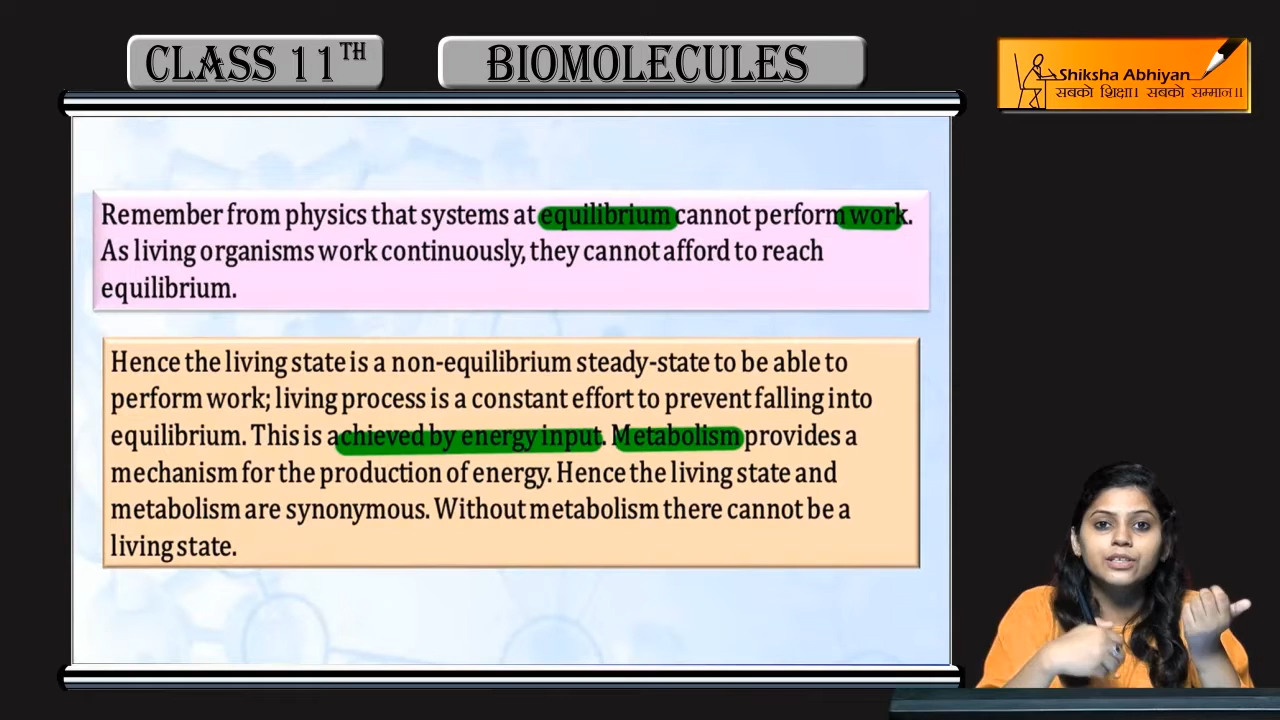 CLASS 11TH
BIOMOLECULES
Shiksha Abhiyan
सबको शिक्षा। सबको सम्मान।।
Remember from physics that systems at equilibrium cannot perform work.
As living organisms work continuously, they cannot afford to reach
equilibrium.
Hence the living state is a non-equilibrium steady-state to be able to
perform work; living process is a constant effort to prevent falling into
equilibrium. This is achieved by energy input. Metabolism provides a
mechanism for the production of energy. Hence the living state and
metabolism are synonymous. Without metabolism there cannot be a
living state.